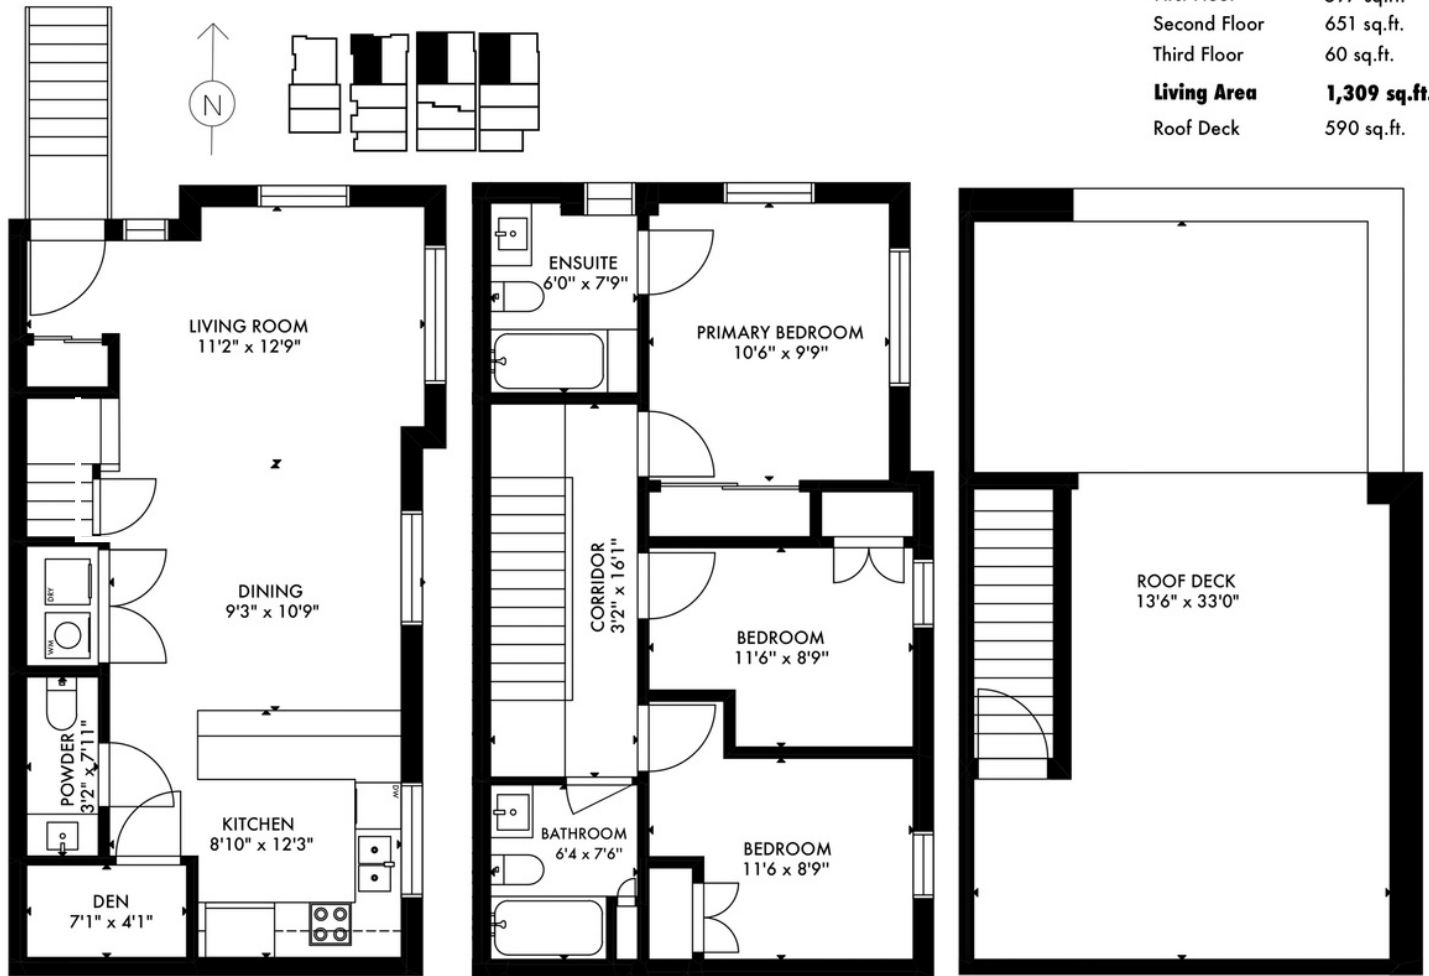 Second Floor 651 sq.ft.
Third Floor 60 sq.ft.
Living Area 1,309 sq.ft.
Roof Deck 590 sq.ft.
N
LIVING ROOM
11'2" x 12'9"
DINING
9'3" x 10'9"
DRY
WM
POWDER
3'2" x 7'11"
KITCHEN
8'10" x 12'3"
DW
DEN
7'1" x 4'1"
ENSUITE
6'0" x 7'9"
PRIMARY BEDROOM
10'6" x 9'9"
CORRIDOR
3'2" x 16'1"
BEDROOM
11'6" x 8'9"
BATHROOM
6'4 x 7'6"
BEDROOM
11'6 x 8'9"
ROOF DECK
13'6" x 33'0"